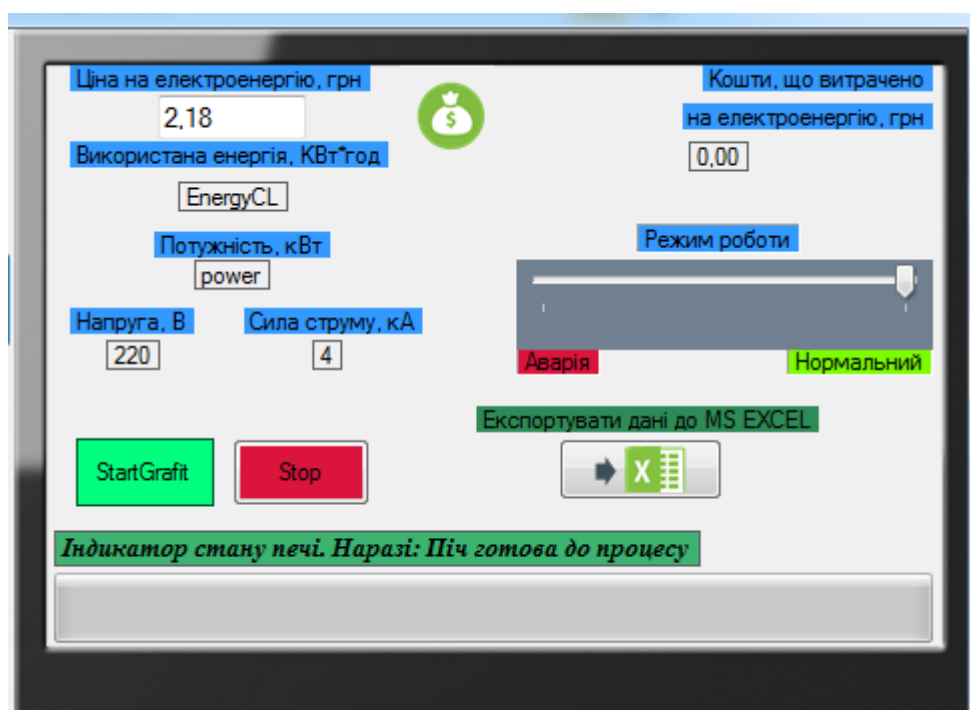 Ціна на електроенергію, грн
2,18
$
Кошти, що витрачено
на електроенергію, грн
0,00
Використана енергія, КВт*год
EnergyCL
Потужність, кВт
power
Напруга, В
Сила струму, кА
220
4
Режим роботи
Аварія
Нормальний
Експортувати дані до MS EXCEL
X
StartGrafit
Stop
Індикатор стану печі. Наразі: Піч готова до процесу